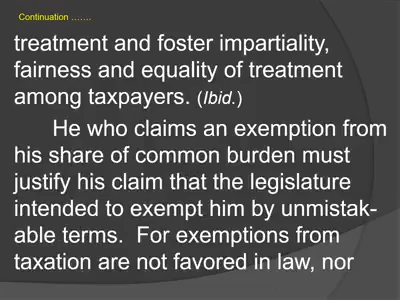 Continuation …….
treatment and foster impartiality,
fairness and equality of treatment
among taxpayers. (Ibid.)
He who claims an exemption from
his share of common burden must
justify his claim that the legislature
intended to exempt him by unmistak-
able terms.  For exemptions from
taxation are not favored in law, nor